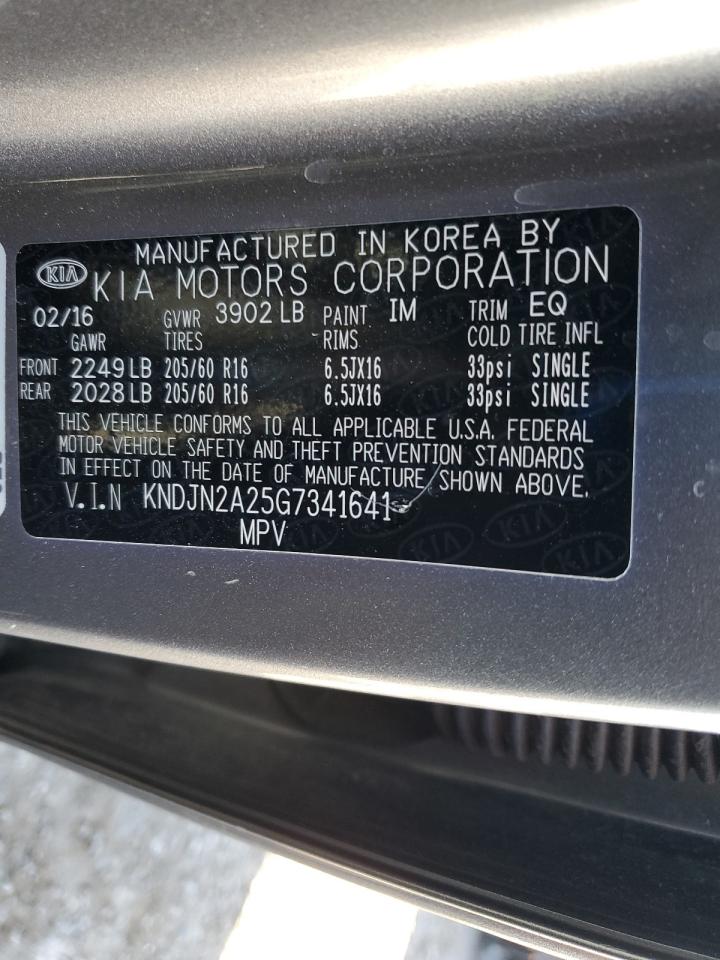 MANUFACTURED IN KOREA BY
KIA KIA MOTORS CORPORATION
02/16 GVWR 3902 LB PAINT IM TRIM EQ
GAWR TIRES RIMS COLD TIRE INFL
FRONT 2249 LB 205/60 R16 6.5JX16 33psi SINGLE
REAR 2028 LB 205/60 R16 6.5JX16 33psi SINGLE
THIS VEHICLE CONFORMS TO ALL APPLICABLE U.S.A. FEDERAL
MOTOR VEHICLE SAFETY AND THEFT PREVENTION STANDARDS
IN EFFECT ON THE DATE OF MANUFACTURE SHOWN ABOVE.
V.I.N KNDJN2A25G7341641
MPV